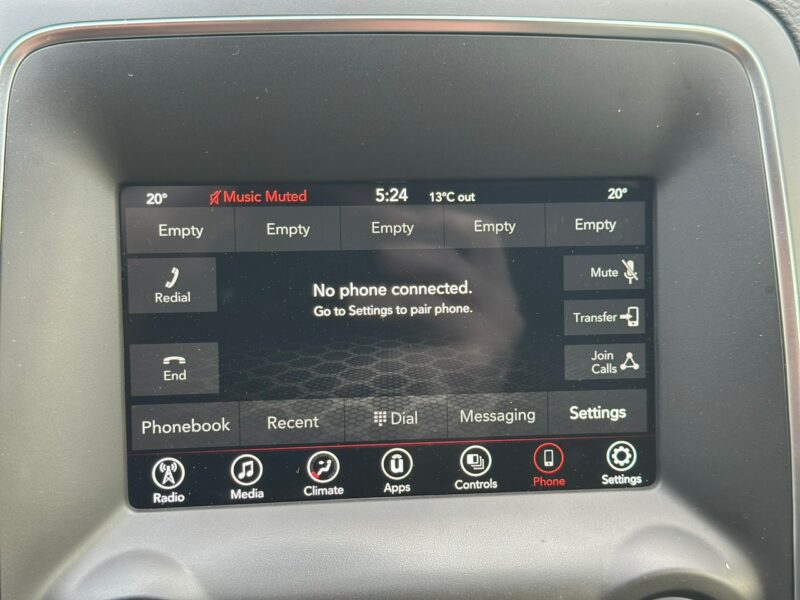 20° Music Muted 5:24 13°C out 20°
Empty Empty Empty Empty Empty
Redial
No phone connected.
Go to Settings to pair phone.
Mute
Transfer
End
Join
Calls
Phonebook Recent Dial Messaging Settings
Radio Media Climate Apps Controls Phone Settings